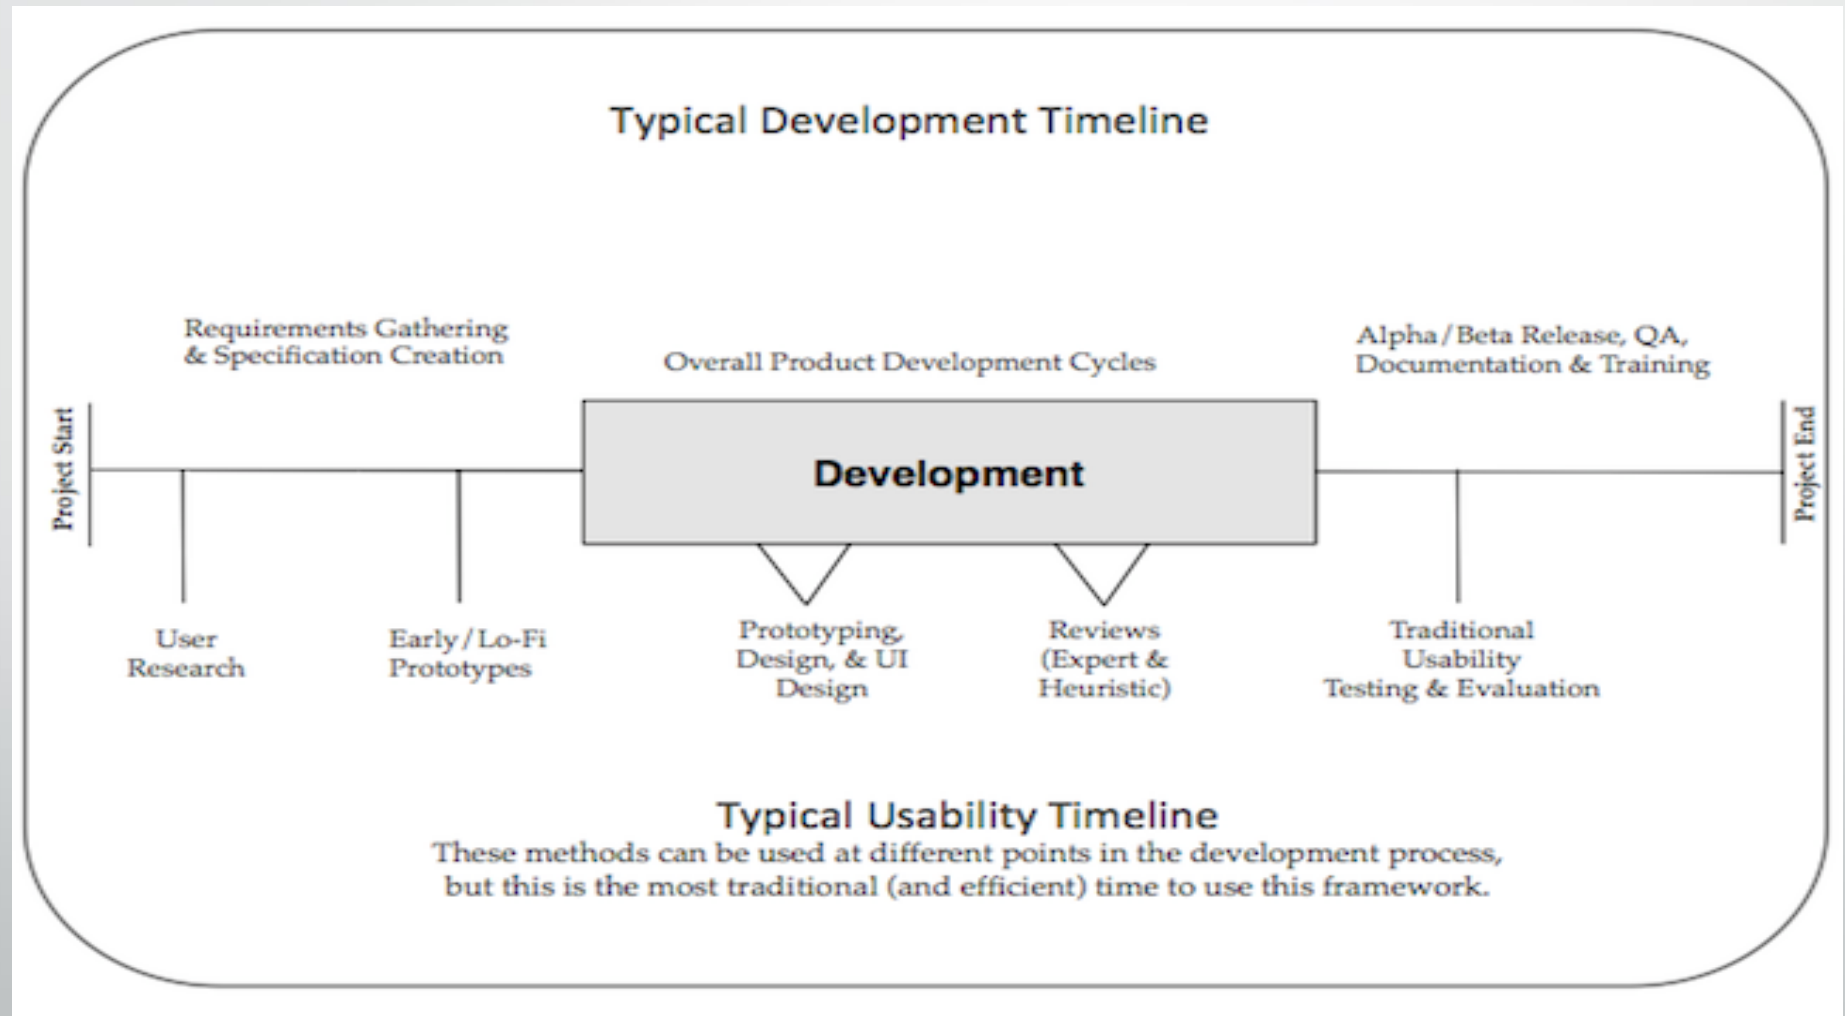 Typical Development Timeline
Requirements Gathering
& Specification Creation
Overall Product Development Cycles
Alpha/Beta Release, QA,
Documentation & Training
Project Start
Development
Project End
User
Research
Early/Lo-Fi
Prototypes
Prototyping,
Design, & UI
Design
Reviews
(Expert &
Heuristic)
Traditional
Usability
Testing & Evaluation
Typical Usability Timeline
These methods can be used at different points in the development process,
but this is the most traditional (and efficient) time to use this framework.